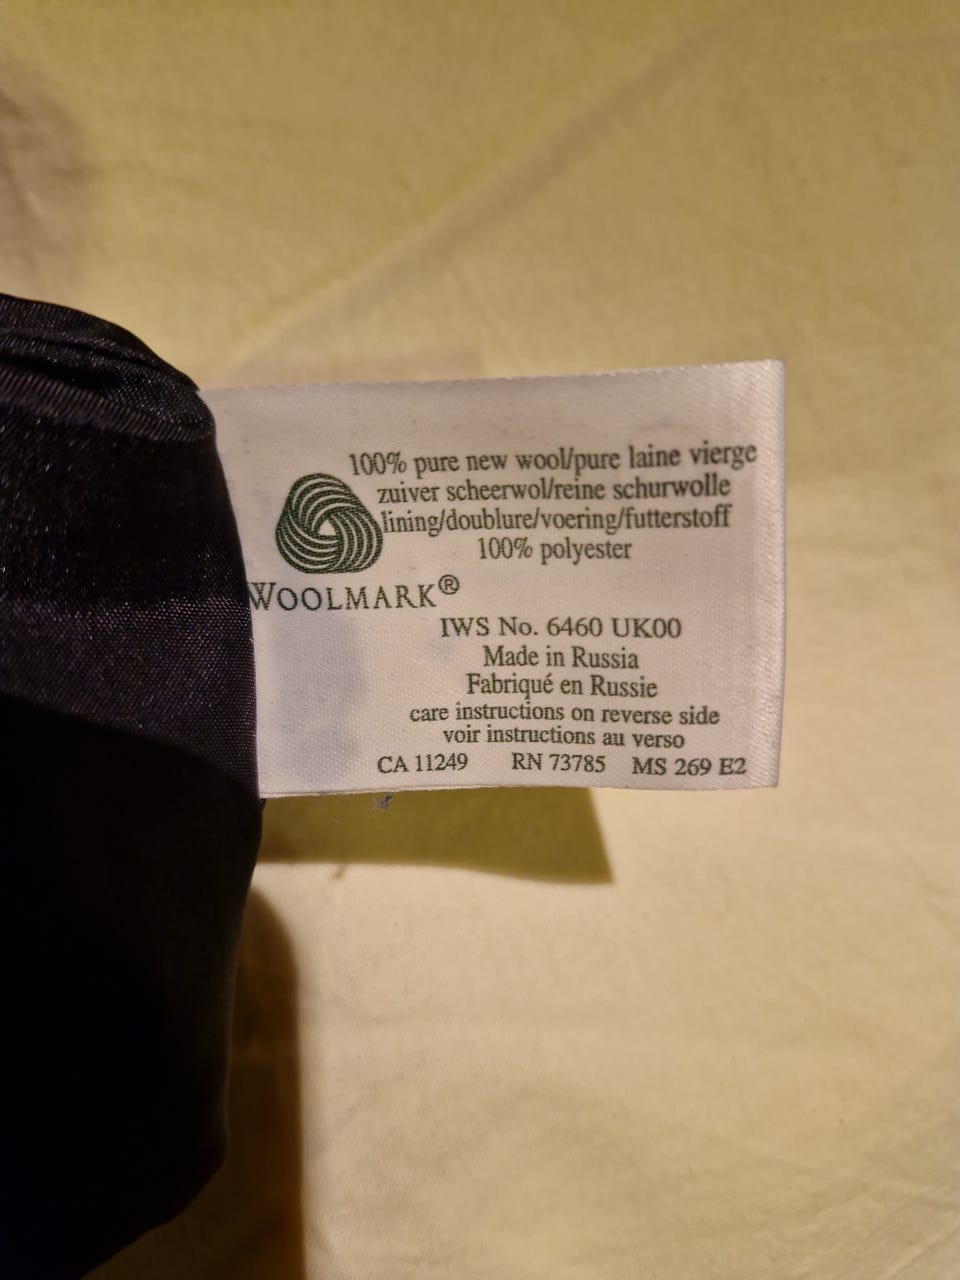 100% pure new wool/pure laine vierge
zuiver scheerwol/reine schurwolle
lining/doublure/voering/futterstoff
100% polyester
WOOLMARK®
IWS No. 6460 UK00
Made in Russia
Fabriqué en Russie
care instructions on reverse side
voir instructions au verso
CA 11249 RN 73785 MS 269 E2